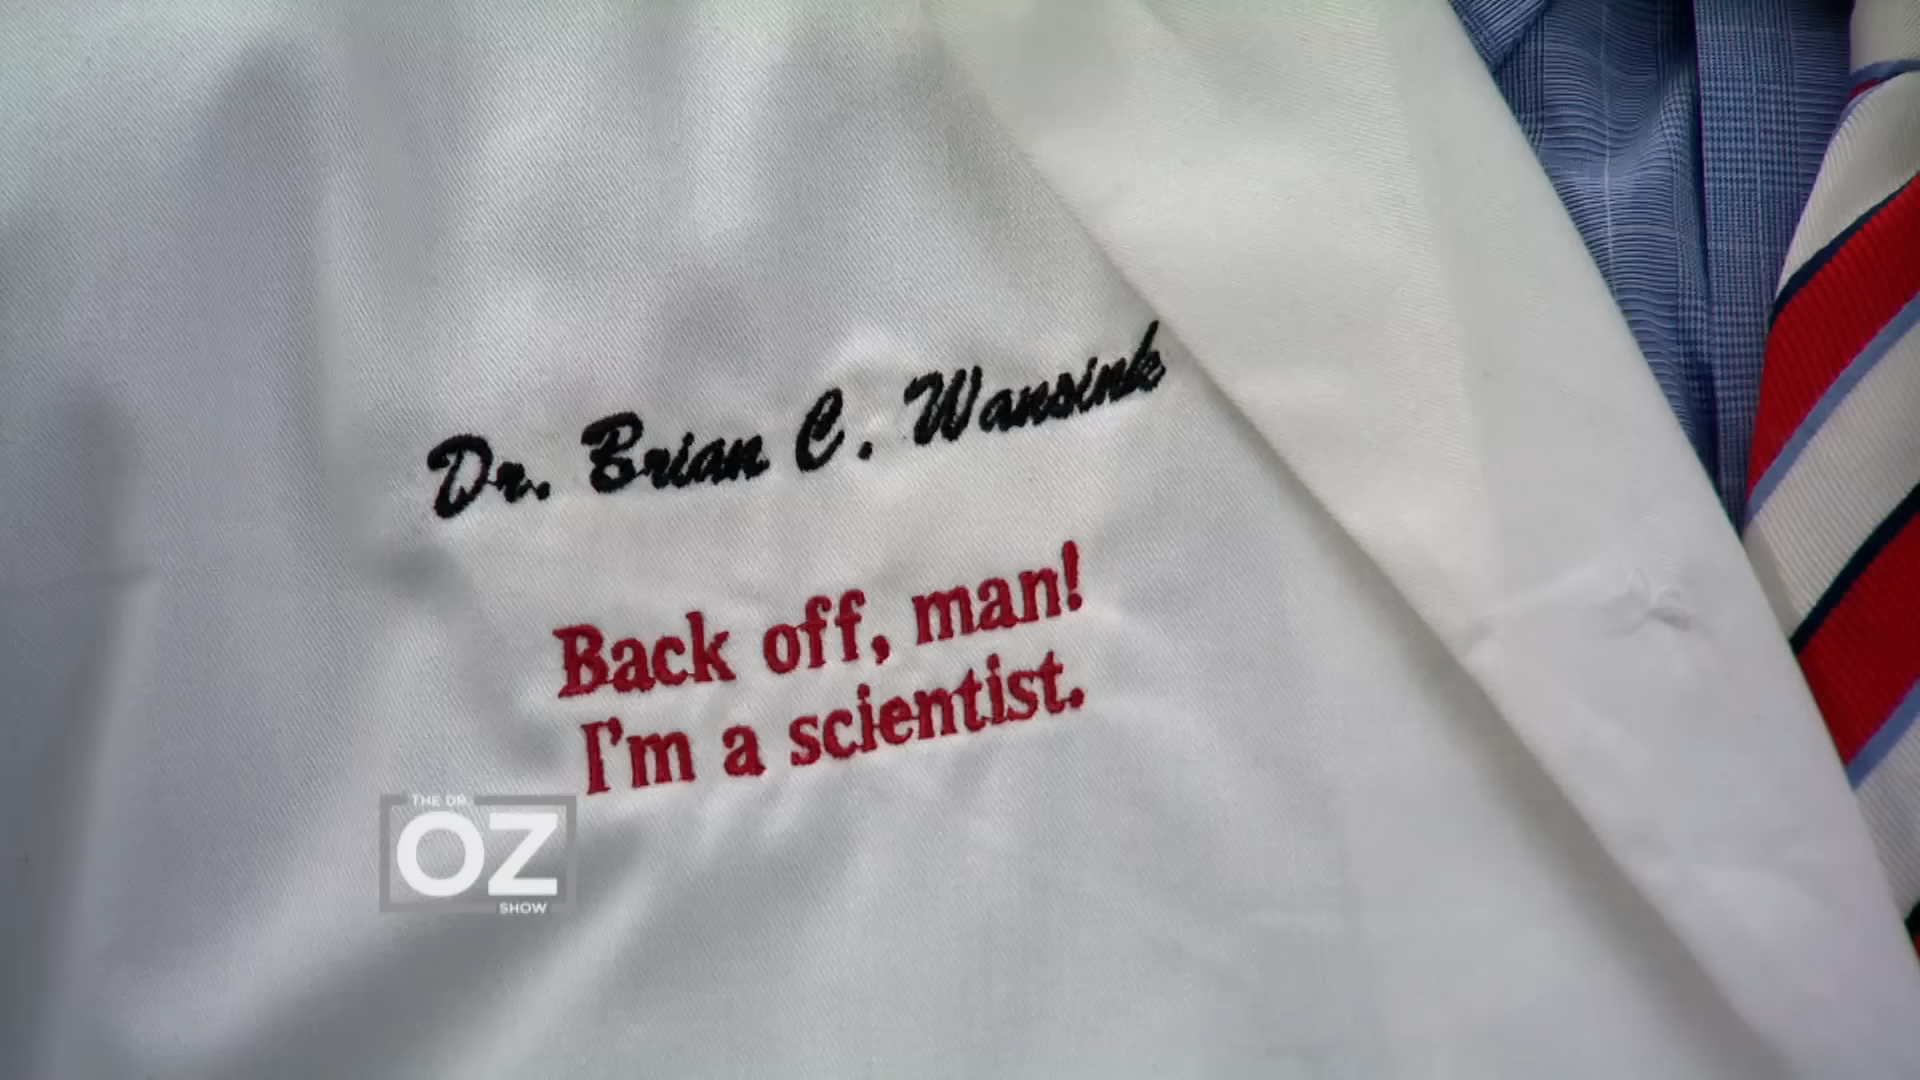 Dr. Brian C. Wansink
Back off, man!
I'm a scientist.
THE DR.
OZ
SHOW